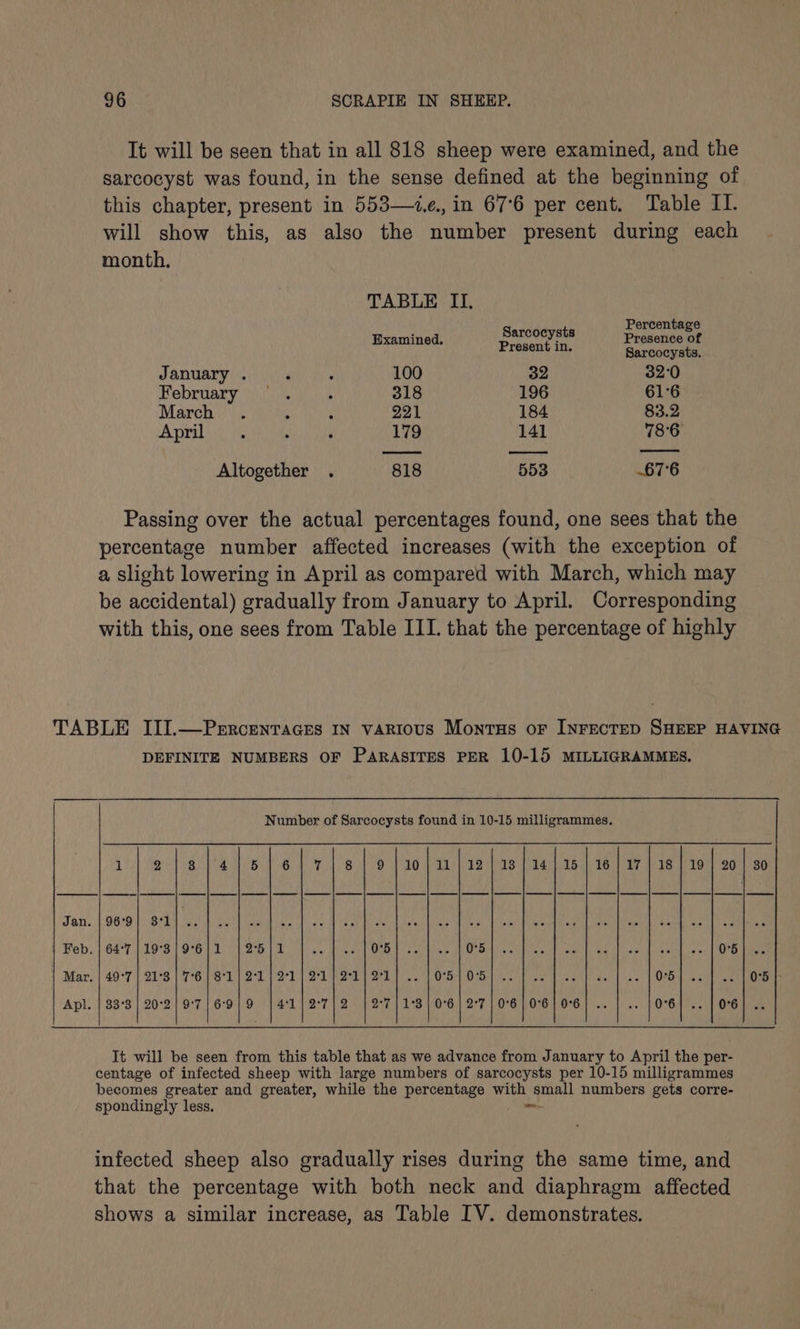 96 SCRAPIE IN SHEEP.
It will be seen that in all 818 sheep were examined, and the
sarcocyst was found, in the sense defined at the beginning of
this chapter, present in 553—i.e., in 67·6 per cent. Table II.
will show this, as also the number present during each
month.
TABLE II.
Examined. Sarcocysts Present in. Percentage Presence of Sarcocysts.
January . . . 100 32 32·0
February . . 318 196 61·6
March . . . 221 184 83.2
April . . . 179 141 78·6
Altogether . 818 553 67·6
Passing over the actual percentages found, one sees that the
percentage number affected increases (with the exception of
a slight lowering in April as compared with March, which may
be accidental) gradually from January to April. Corresponding
with this, one sees from Table III. that the percentage of highly
TABLE III.—Percentages in various Months of Infected Sheep having
definite numbers of Parasites per 10-15 milligrammes.
Number of Sarcocysts found in 10-15 milligrammes.
1 2 3 4 5 6 7 8 9 10 11 12 13 14 15 16 17 18 19 20 30
Jan. 96·9 3·1 .. .. .. .. .. .. .. .. .. .. .. .. .. .. .. .. .. .. ..
Feb. 64·7 19·3 9·6 1 2·5 1 .. .. 0·5 .. .. 0·5 .. .. .. .. .. .. .. 0·5 ..
Mar. 49·7 21·3 7·6 8·1 2·1 2·1 2·1 2·1 2·1 .. 0·5 0·5 .. .. .. .. .. 0·5 .. .. 0·5
Apl. 33·3 20·2 9·7 6·9 9 4·1 2·7 2 2·7 1·3 0·6 2·7 0·6 0·6 0·6 .. .. 0·6 .. 0·6 ..
It will be seen from this table that as we advance from January to April the per-
centage of infected sheep with large numbers of sarcocysts per 10-15 milligrammes
becomes greater and greater, while the percentage with small numbers gets corre-
spondingly less.
infected sheep also gradually rises during the same time, and
that the percentage with both neck and diaphragm affected
shows a similar increase, as Table IV. demonstrates.